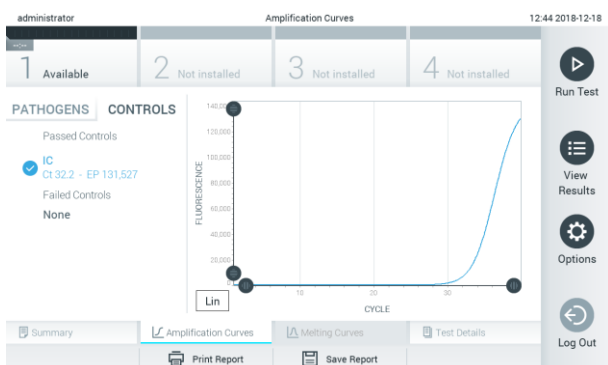 administrator
Amplification Curves
12:44 2018-12-18
--:--
1 Available
2 Not installed
3 Not installed
4 Not installed
Run Test
PATHOGENS
CONTROLS
Passed Controls
IC
Ct 32.2 - EP 131,527
Failed Controls
None
FLUORESCENCE
140,000
120,000
100,000
80,000
60,000
40,000
20,000
0
10
20
30
CYCLE
Lin
View
Results
Options
Log Out
Summary
Amplification Curves
Melting Curves
Test Details
Print Report
Save Report